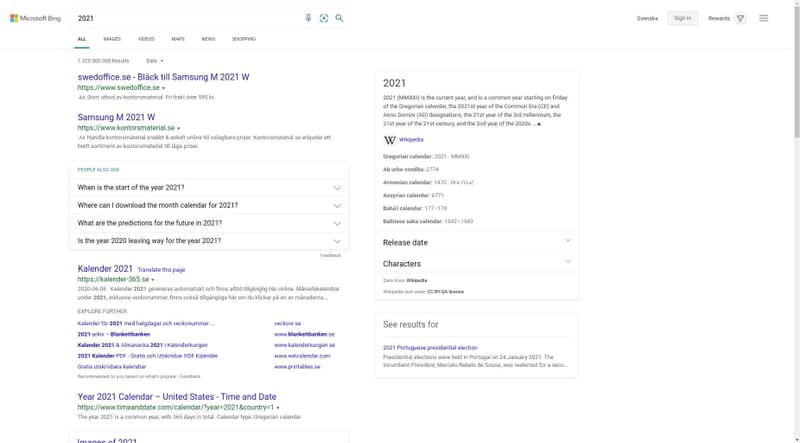 Microsoft Bing
2021
Svenska
Sign in
Rewards
ALL
IMAGES
VIDEOS
MAPS
NEWS
SHOPPING
1 320 000 000 Results
Date
swedoffice.se - Bläck till Samsung M 2021 W
https://www.swedoffice.se
Ad Stort utbud av kontorsmaterial. Fri frakt över 595 kr.
Samsung M 2021 W
https://www.kontorsmaterial.se
Ad Handla kontorsmaterial snabbt & enkelt online till oslagbara priser. Kontorsmaterial.se erbjuder ett
brett sortiment av kontorsmaterial till låga priser.
PEOPLE ALSO ASK
When is the start of the year 2021?
Where can I download the month calendar for 2021?
What are the predictions for the future in 2021?
Is the year 2020 leaving way for the year 2021?
Feedback
Kalender 2021 Translate this page
https://kalender-365.se
2020-06-08 · Kalender 2021 genereras automatiskt och finns alltid tillgänglig här online. Månadskalendrar
under 2021, inklusive veckonummer, finns också tillgängliga här om du klickar på en av månaderna...
EXPLORE FURTHER
Kalender för 2021 med helgdagar och veckonummer ...
veckonr.se
2021-arkiv – Blankettbanken
www.blankettbanken.se
Kalender 2021 & Almanacka 2021 | Kalenderkungen
www.kalenderkungen.se
2021 Kalender PDF - Gratis och Utskrivbar PDF Kalender
www.wincalendar.com
Gratis utskrivbara kalendrar
www.printables.se
Recommended to you based on what's popular • Feedback
Year 2021 Calendar – United States - Time and Date
https://www.timeanddate.com/calendar/?year=2021&country=1
The year 2021 is a common year, with 365 days in total. Calendar type: Gregorian calendar.
Images of 2021
2021
2021 (MMXXI) is the current year, and is a common year starting on Friday
of the Gregorian calendar, the 2021st year of the Common Era (CE) and
Anno Domini (AD) designations, the 21st year of the 3rd millennium, the
21st year of the 21st century, and the 2nd year of the 2020s ...
W Wikipedia
Gregorian calendar: 2021 · MMXXI
Ab urbe condita: 2774
Armenian calendar: 1470 · ԹՎ ՌՆՀ
Assyrian calendar: 6771
Bahá'í calendar: 177–178
Balinese saka calendar: 1942–1943
Release date
Characters
Data from: Wikipedia
Wikipedia text under CC-BY-SA license
See results for
2021 Portuguese presidential election
Presidential elections were held in Portugal on 24 January 2021. The
incumbent President, Marcelo Rebelo de Sousa, was reelected for a seco...